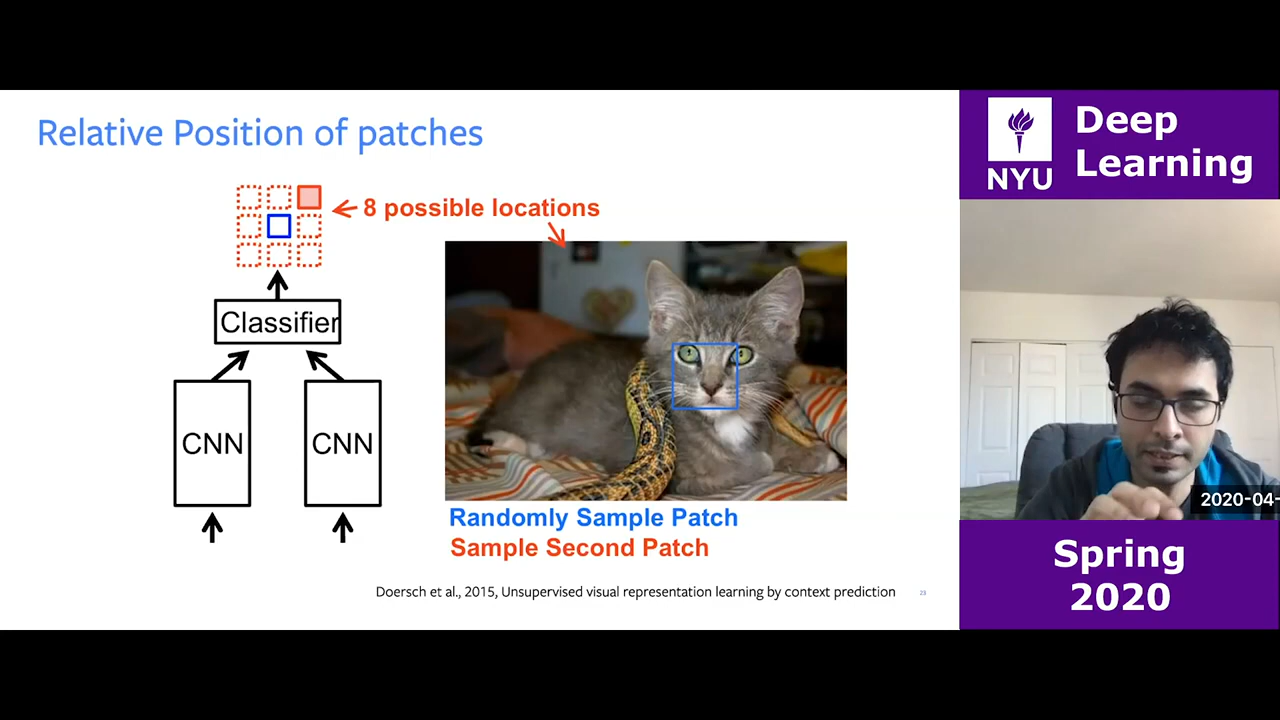 Relative Position of patches
8 possible locations
Classifier
CNN
CNN
Randomly Sample Patch
Sample Second Patch
Doersch et al., 2015, Unsupervised visual representation learning by context prediction
23
NYU
Deep
Learning
2020-04-
Spring
2020